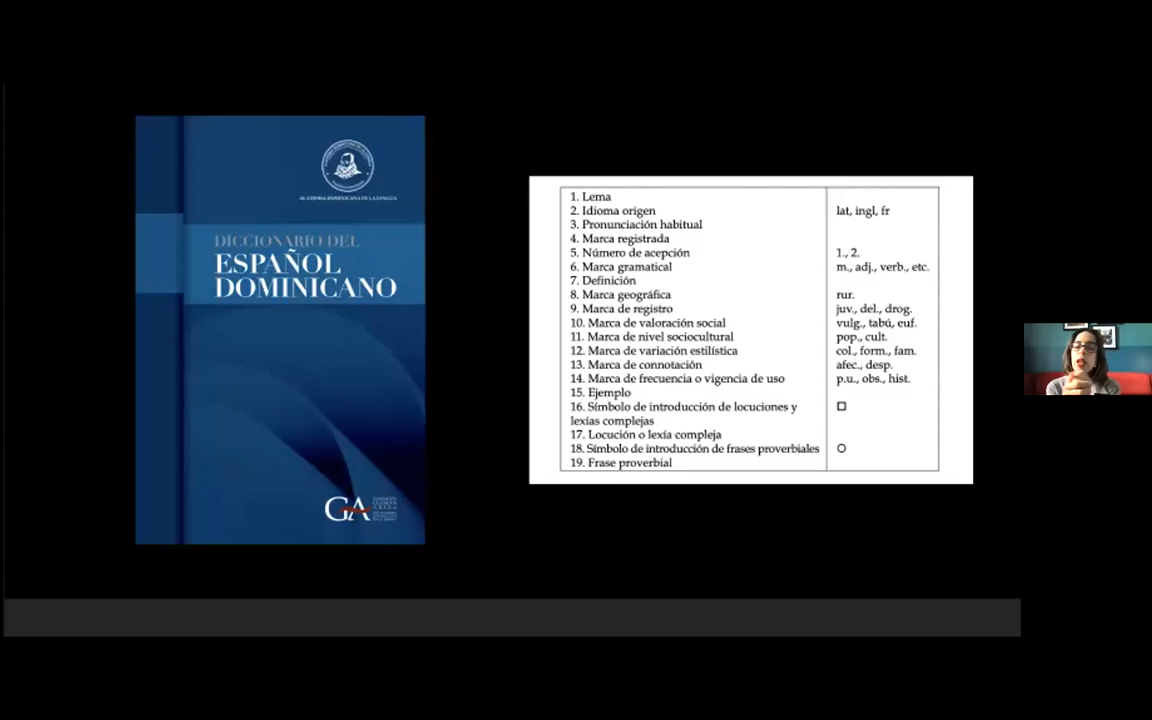 ACADEMIA DOMINICANA DE LA LENGUA
DICCIONARIO DEL
ESPAÑOL
DOMINICANO
GA
1. Lema
2. Idioma origen lat, ingl, fr
3. Pronunciación habitual
4. Marca registrada
5. Número de acepción 1., 2.
6. Marca gramatical m., adj., verb., etc.
7. Definición
8. Marca geográfica rur.
9. Marca de registro juv., del., drog.
10. Marca de valoración social vulg., tabú, euf.
11. Marca de nivel sociocultural pop., cult.
12. Marca de variación estilística col., form., fam.
13. Marca de connotación afec., desp.
14. Marca de frecuencia o vigencia de uso p.u., obs., hist.
15. Ejemplo
16. Símbolo de introducción de locuciones y
lexías complejas
17. Locución o lexía compleja
18. Símbolo de introducción de frases proverbiales
19. Frase proverbial